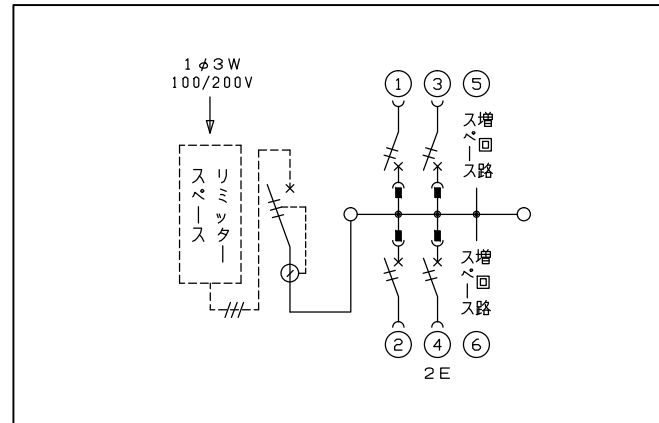 1φ3W
100/200V
リミッター
スペース
① ③ ⑤
増回路
スペース
増回路
スペース
② ④ ⑥
2E